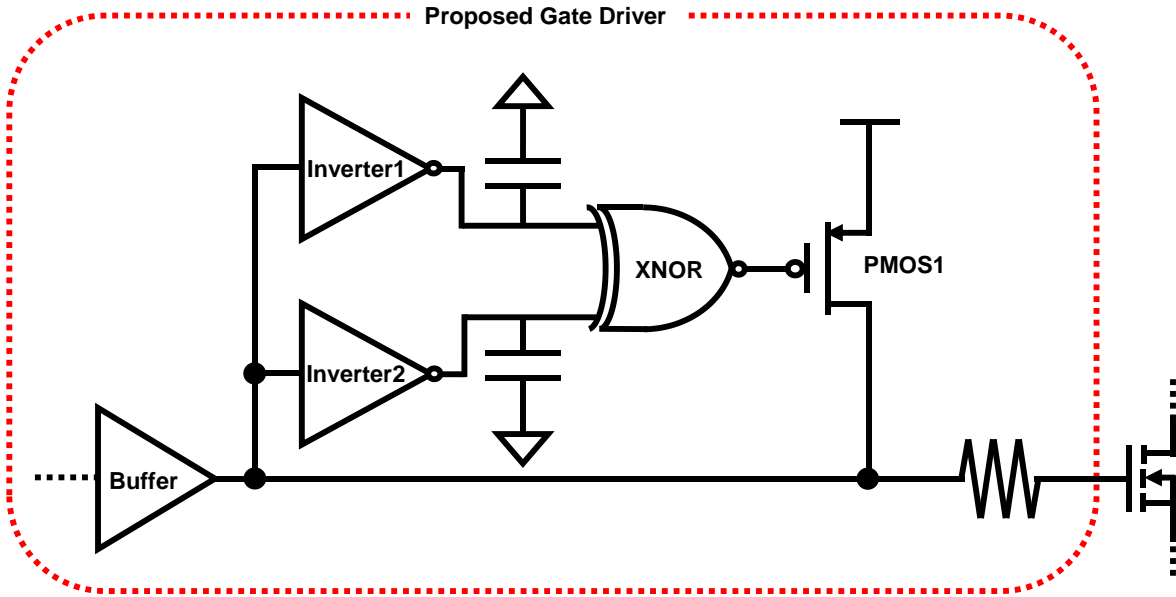 Proposed Gate Driver
Inverter1
XNOR
PMOS1
Inverter2
Buffer